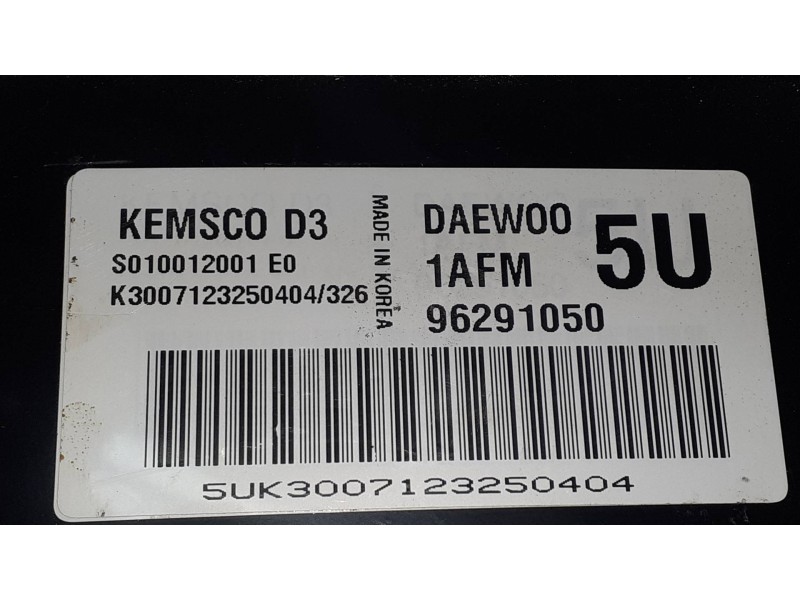 KEMSCO D3
S010012001 E0
K3007123250404/326
MADE IN KOREA
DAEWOO
1AFM
96291050
5U
5UK3007123250404